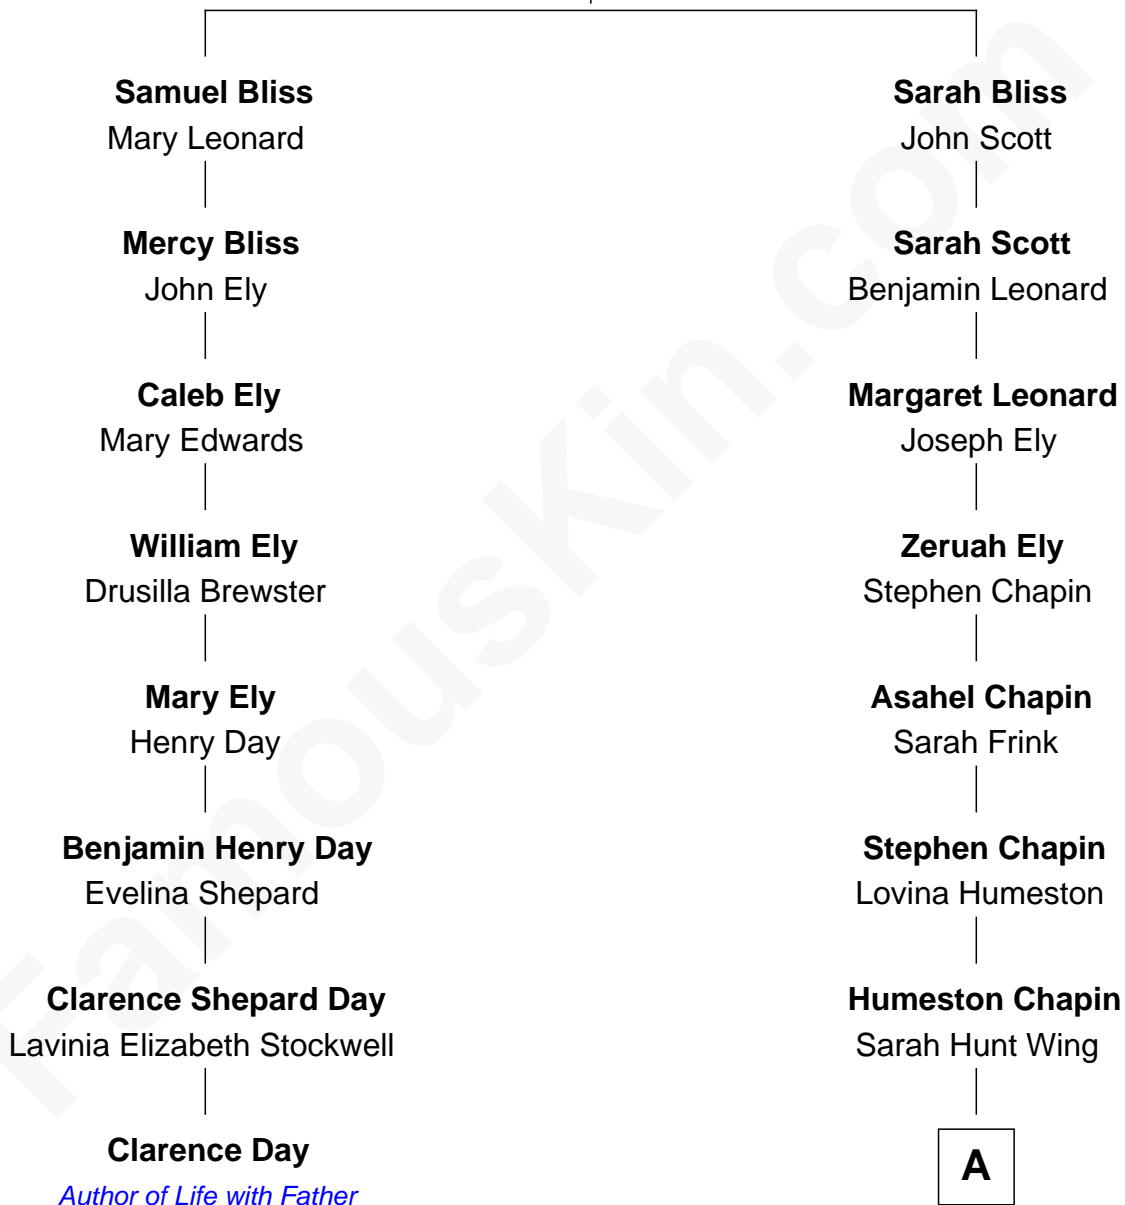 Samuel Bliss
Mary Leonard
Mercy Bliss
John Ely
Caleb Ely
Mary Edwards
William Ely
Drusilla Brewster
Mary Ely
Henry Day
Benjamin Henry Day
Evelina Shepard
Clarence Shepard Day
Lavinia Elizabeth Stockwell
Clarence Day
Author of Life with Father
Sarah Bliss
John Scott
Sarah Scott
Benjamin Leonard
Margaret Leonard
Joseph Ely
Zeruah Ely
Stephen Chapin
Asahel Chapin
Sarah Frink
Stephen Chapin
Lovina Humeston
Humeston Chapin
Sarah Hunt Wing
A
FamousKin.com